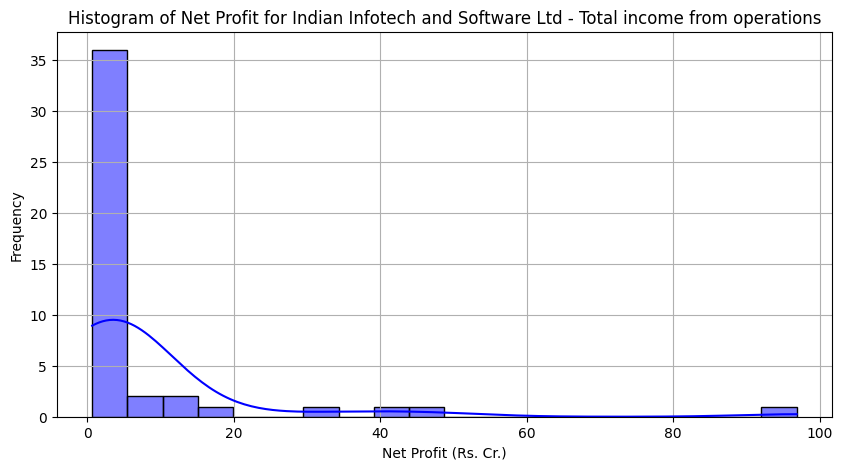 Histogram of Net Profit for Indian Infotech and Software Ltd - Total income from operations
35
30
25
20
15
10
5
0
Frequency
0 20 40 60 80 100
Net Profit (Rs. Cr.)